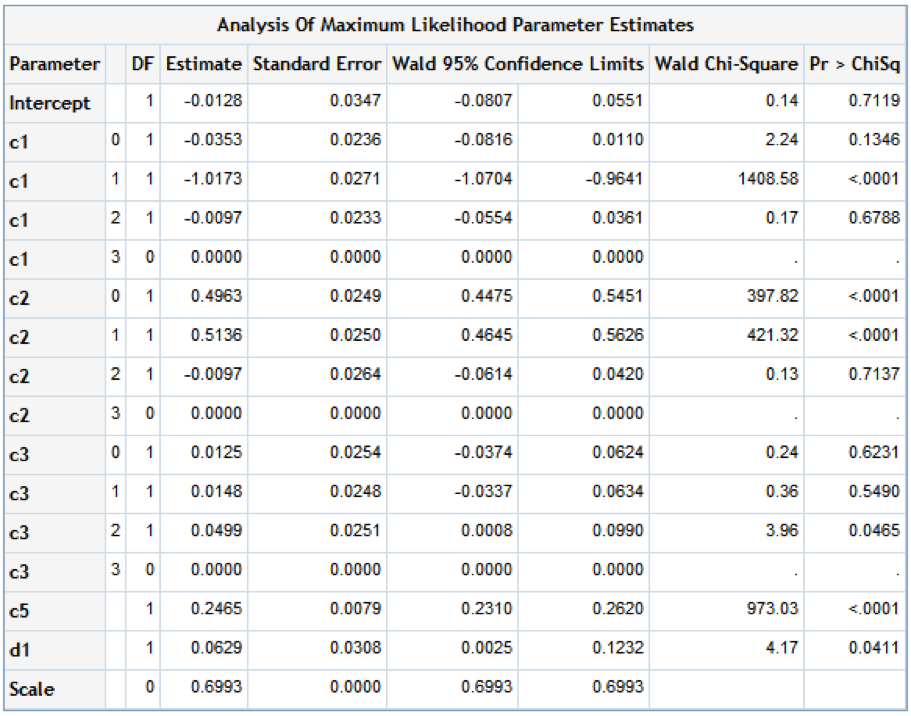 Analysis Of Maximum Likelihood Parameter Estimates
Parameter DF Estimate Standard Error Wald 95% Confidence Limits Wald Chi-Square Pr > ChiSq
Intercept 1 -0.0128 0.0347 -0.0807 0.0551 0.14 0.7119
c1 0 1 -0.0353 0.0236 -0.0816 0.0110 2.24 0.1346
c1 1 1 -1.0173 0.0271 -1.0704 -0.9641 1408.58 <.0001
c1 2 1 -0.0097 0.0233 -0.0554 0.0361 0.17 0.6788
c1 3 0 0.0000 0.0000 0.0000 0.0000 . .
c2 0 1 0.4963 0.0249 0.4475 0.5451 397.82 <.0001
c2 1 1 0.5136 0.0250 0.4645 0.5626 421.32 <.0001
c2 2 1 -0.0097 0.0264 -0.0614 0.0420 0.13 0.7137
c2 3 0 0.0000 0.0000 0.0000 0.0000 . .
c3 0 1 0.0125 0.0254 -0.0374 0.0624 0.24 0.6231
c3 1 1 0.0148 0.0248 -0.0337 0.0634 0.36 0.5490
c3 2 1 0.0499 0.0251 0.0008 0.0990 3.96 0.0465
c3 3 0 0.0000 0.0000 0.0000 0.0000 . .
c5 1 0.2465 0.0079 0.2310 0.2620 973.03 <.0001
d1 1 0.0629 0.0308 0.0025 0.1232 4.17 0.0411
Scale 0 0.6993 0.0000 0.6993 0.6993